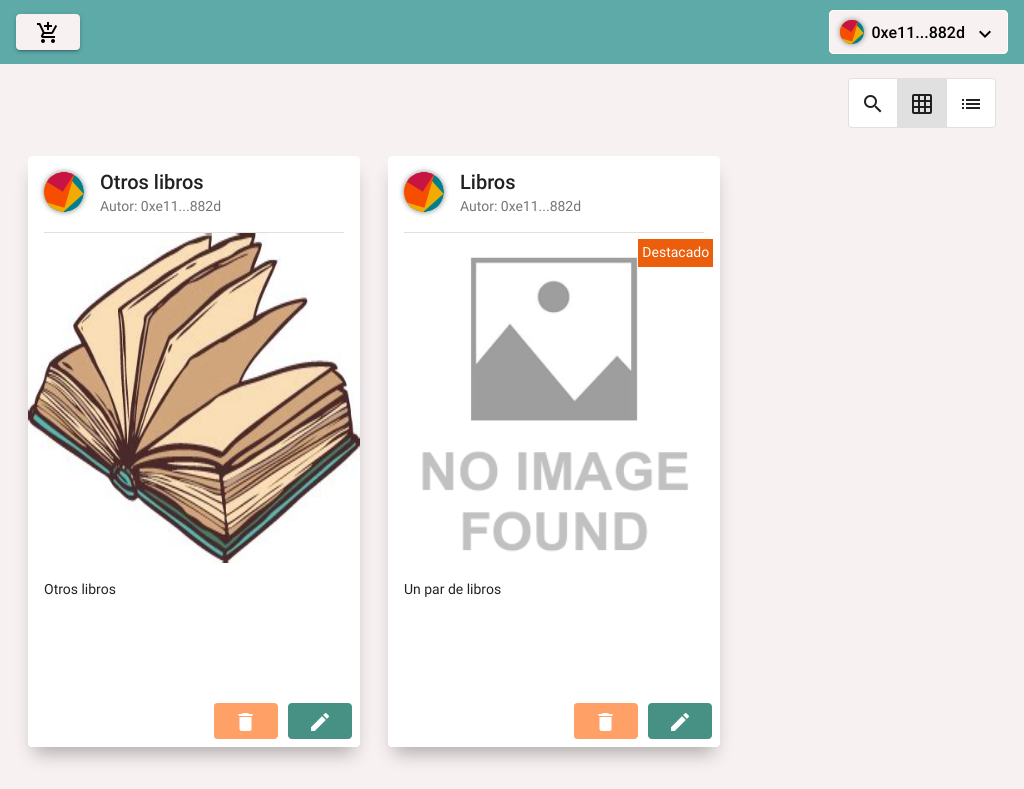 0xe11...882d
Otros libros
Autor: 0xe11...882d
Otros libros
Libros
Autor: 0xe11...882d
Destacado
NO IMAGE
FOUND
Un par de libros